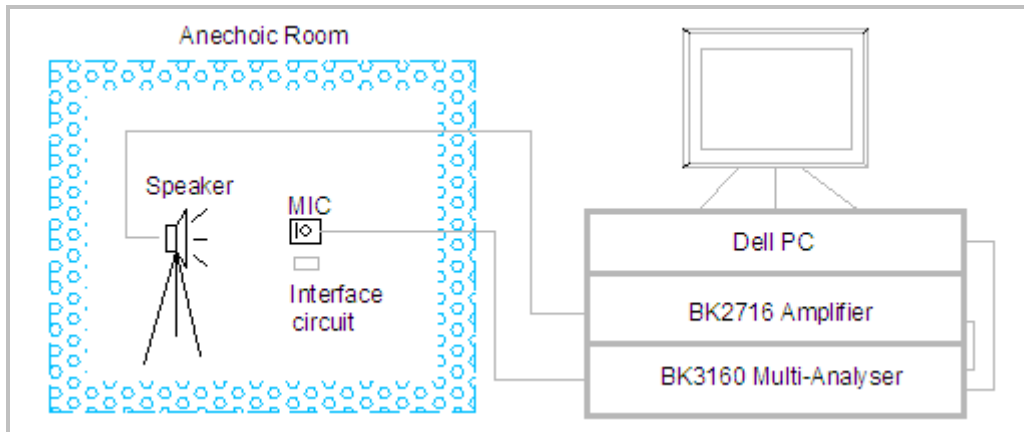 Anechoic Room
Speaker
MIC
Interface
circuit
Dell PC
BK2716 Amplifier
BK3160 Multi-Analyser